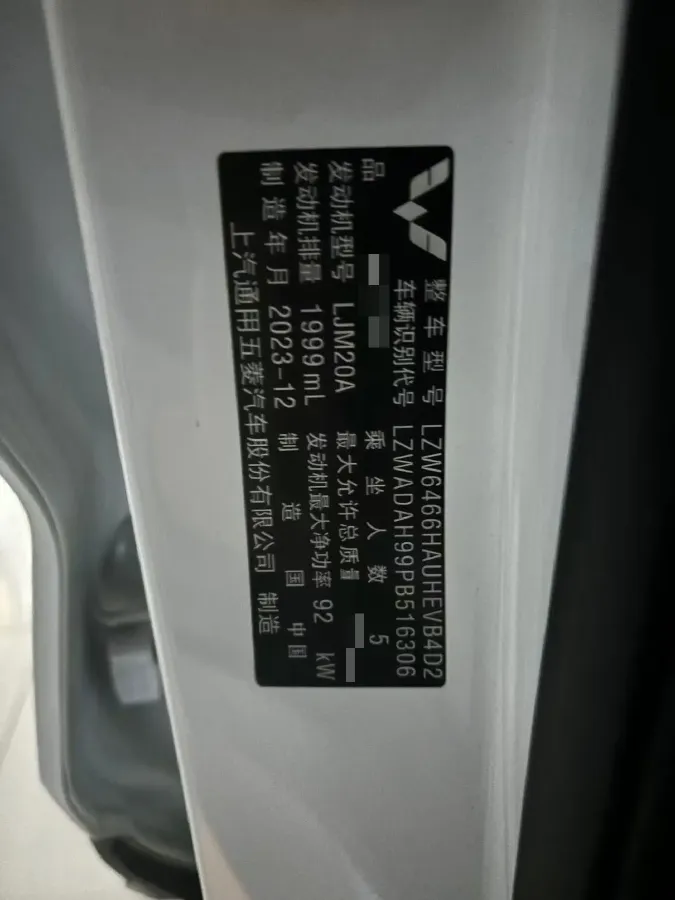 整车型号 LZW6466HAUHEVB4D2
车辆识别代号 LZWADAH99PB516306
品 乘坐人数 5
发动机型号 LJM20A 最大允许总质量
发动机排量 1999mL 发动机最大净功率 92 kW
制造年月 2023-12 制造国 中国
上汽通用五菱汽车股份有限公司 制造